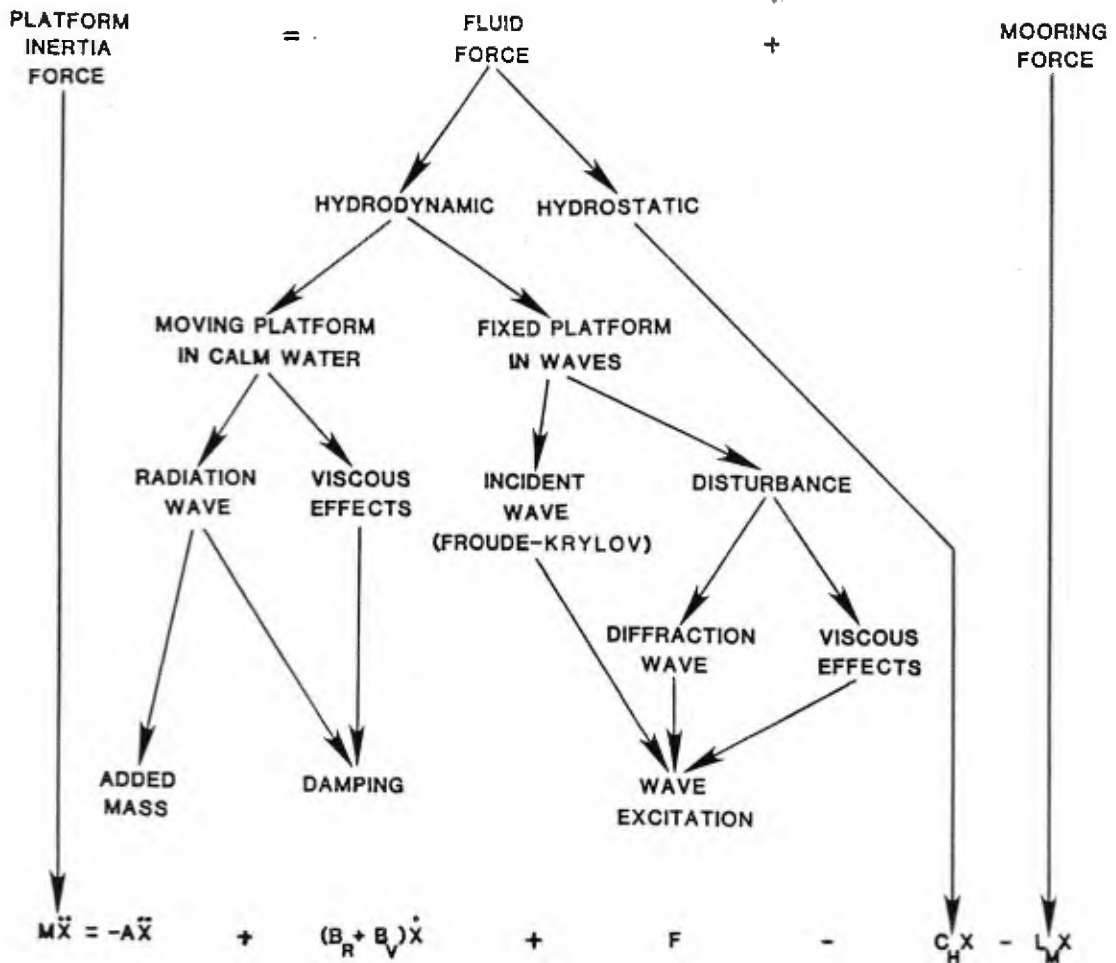 PLATFORM
INERTIA
FORCE
=
FLUID
FORCE
+
MOORING
FORCE
HYDRODYNAMIC
HYDROSTATIC
MOVING PLATFORM
IN CALM WATER
FIXED PLATFORM
IN WAVES
RADIATION
WAVE
VISCOUS
EFFECTS
INCIDENT
WAVE
(FROUDE-KRYLOV)
DISTURBANCE
DIFFRACTION
WAVE
VISCOUS
EFFECTS
ADDED
MASS
DAMPING
WAVE
EXCITATION
MẌ = -AẌ + (B_R + B_V)Ẋ + F - C_H X - L_M X